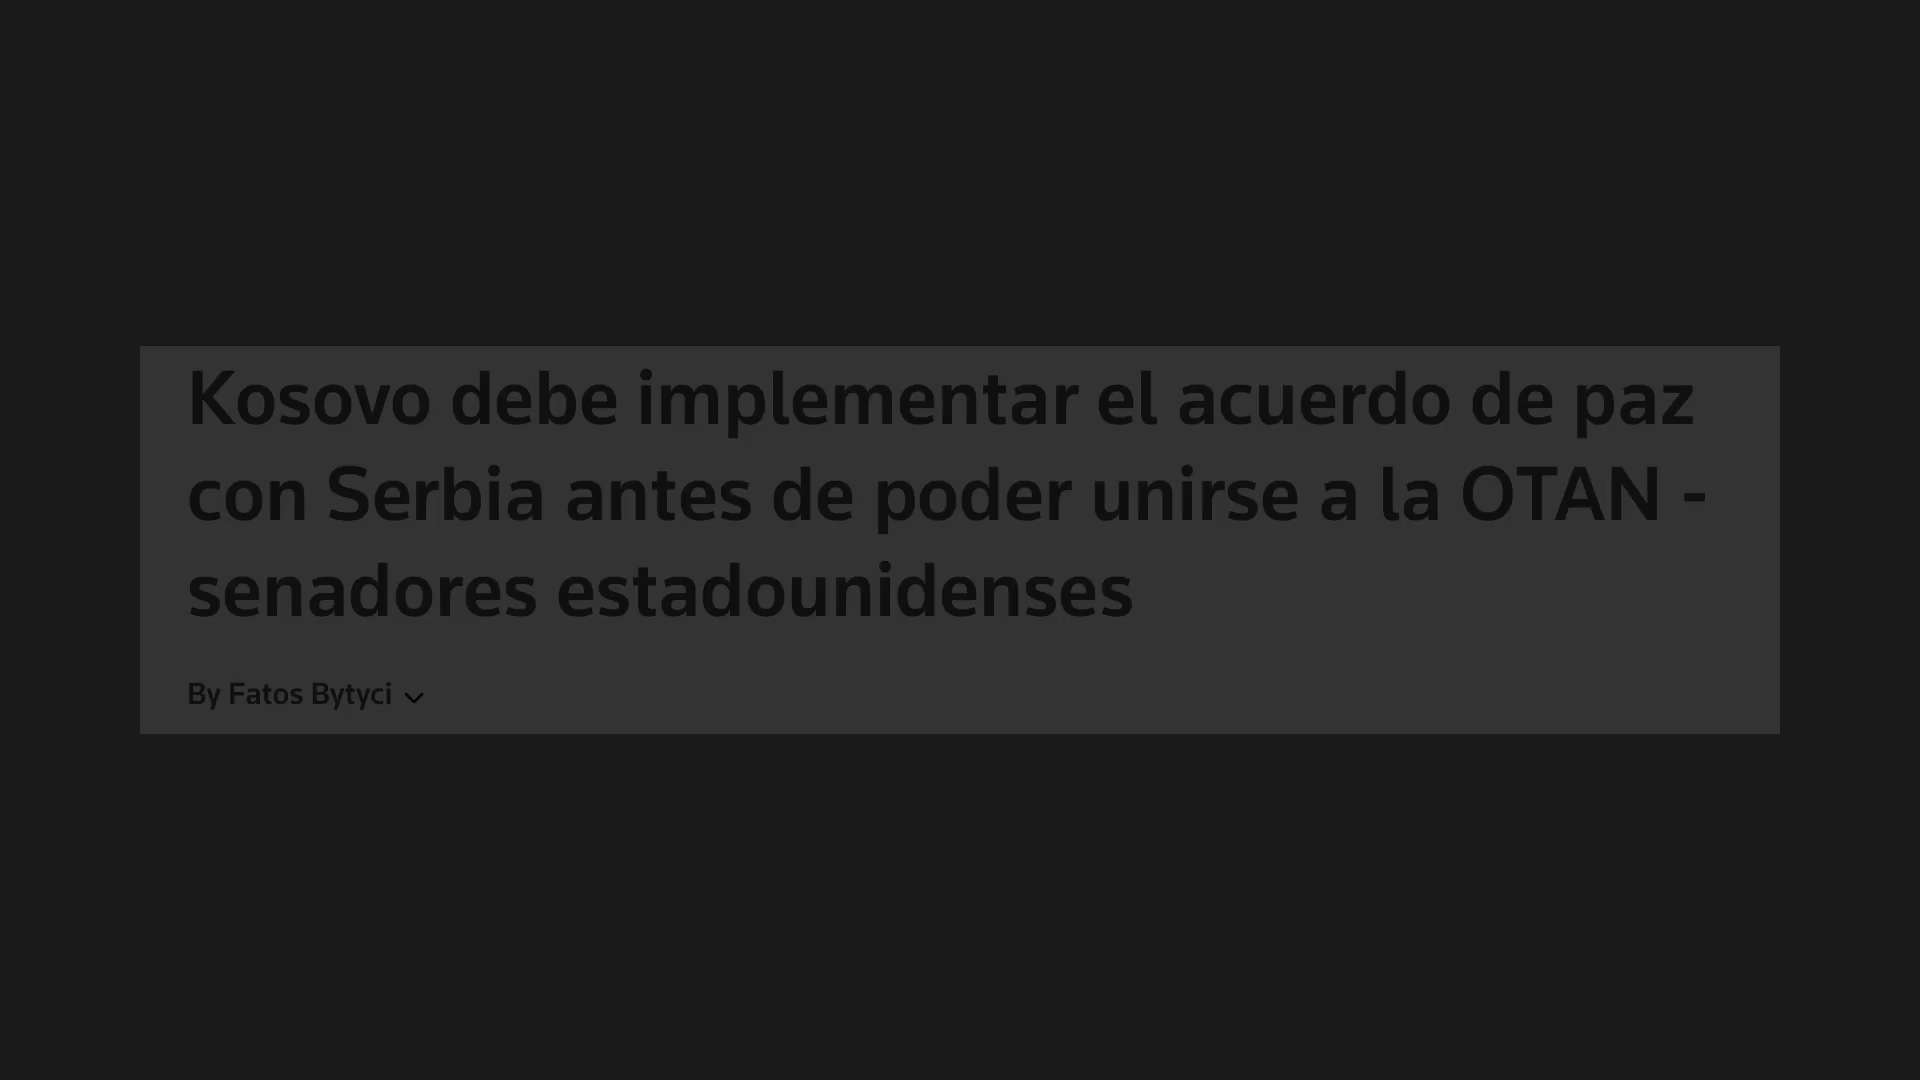 Kosovo debe implementar el acuerdo de paz
con Serbia antes de poder unirse a la OTAN -
senadores estadounidenses
By Fatos Bytyci